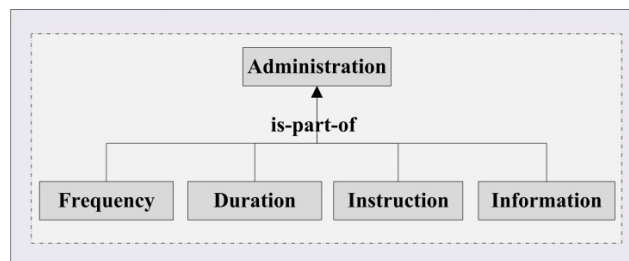 Administration
is-part-of
Frequency Duration Instruction Information